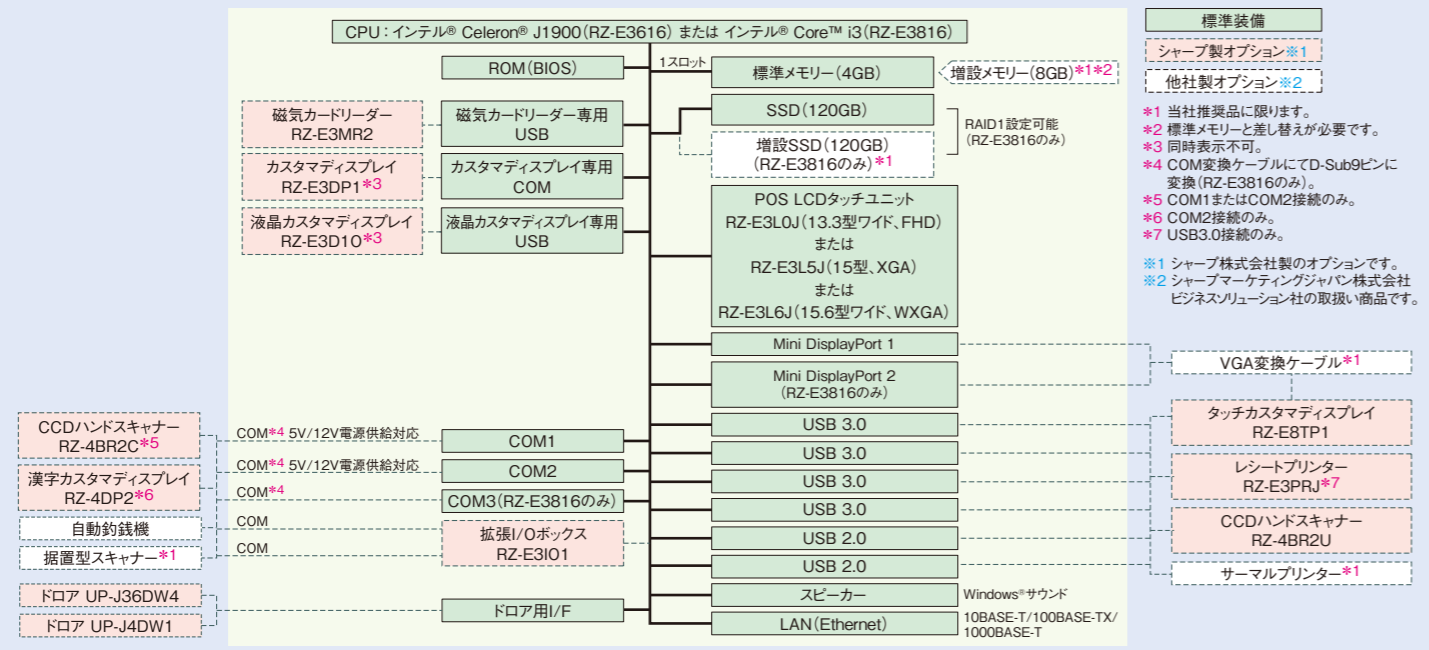 CPU：インテル® Celeron® J1900（RZ-E3616）または インテル® Core™ i3（RZ-E3816）
ROM（BIOS）
1スロット
標準メモリー（4GB）
増設メモリー（8GB）*1*2
磁気カードリーダー
RZ-E3MR2
磁気カードリーダー専用
USB
SSD（120GB）
増設SSD（120GB）
（RZ-E3816のみ）*1
RAID1設定可能
（RZ-E3816のみ）
カスタマディスプレイ
RZ-E3DP1*3
カスタマディスプレイ専用
COM
液晶カスタマディスプレイ
RZ-E3D1O*3
液晶カスタマディスプレイ専用
USB
POS LCDタッチユニット
RZ-E3L0J（13.3型ワイド、FHD）
または
RZ-E3L5J（15型、XGA）
または
RZ-E3L6J（15.6型ワイド、WXGA）
Mini DisplayPort 1
Mini DisplayPort 2
（RZ-E3816のみ）
USB 3.0
USB 3.0
USB 3.0
USB 3.0
USB 2.0
USB 2.0
スピーカー
Windows®サウンド
LAN（Ethernet）
10BASE-T/100BASE-TX/
1000BASE-T
CCDハンドスキャナー
RZ-4BR2C*5
漢字カスタマディスプレイ
RZ-4DP2*6
自動釣銭機
据置型スキャナー*1
ドロア UP-J36DW4
ドロア UP-J4DW1
COM*4 5V/12V電源供給対応
COM1
COM*4 5V/12V電源供給対応
COM2
COM*4
COM3（RZ-E3816のみ）
COM
COM
拡張I/Oボックス
RZ-E3IO1
ドロア用I/F
標準装備
シャープ製オプション※1
他社製オプション※2
*1 当社推奨品に限ります。
*2 標準メモリーと差し替えが必要です。
*3 同時表示不可。
*4 COM変換ケーブルにてD-Sub9ピンに
変換（RZ-E3816のみ）。
*5 COM1またはCOM2接続のみ。
*6 COM2接続のみ。
*7 USB3.0接続のみ。
※1 シャープ株式会社製のオプションです。
※2 シャープマーケティングジャパン株式会社
ビジネスソリューション社の取扱い商品です。
VGA変換ケーブル*1
タッチカスタマディスプレイ
RZ-E8TP1
レシートプリンター
RZ-E3PRJ*7
CCDハンドスキャナー
RZ-4BR2U
サーマルプリンター*1